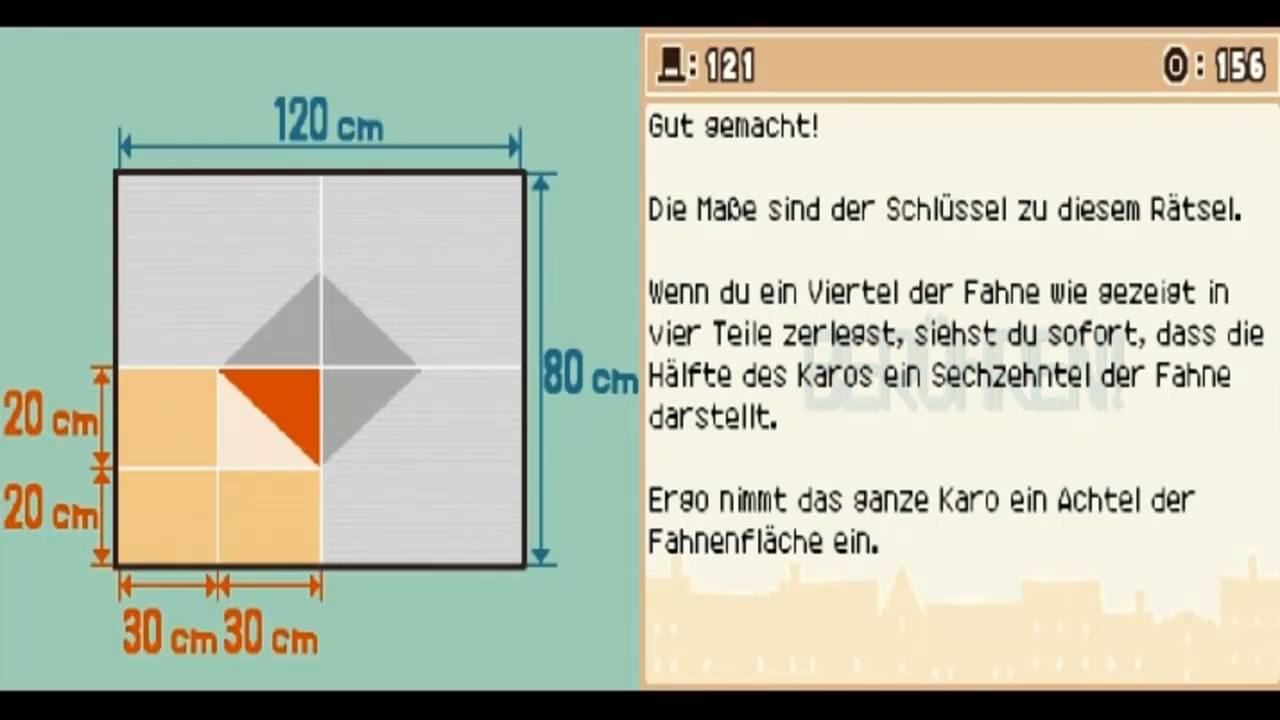 120 cm
80 cm
20 cm
20 cm
30 cm 30 cm
: 121
: 156
Gut gemacht!
Die Maße sind der Schlüssel zu diesem Rätsel.
Wenn du ein Viertel der Fahne wie gezeigt in
vier Teile zerlegst, siehst du sofort, dass die
Hälfte des Karos ein Sechzehntel der Fahne
darstellt.
Ergo nimmt das ganze Karo ein Achtel der
Fahnenfläche ein.